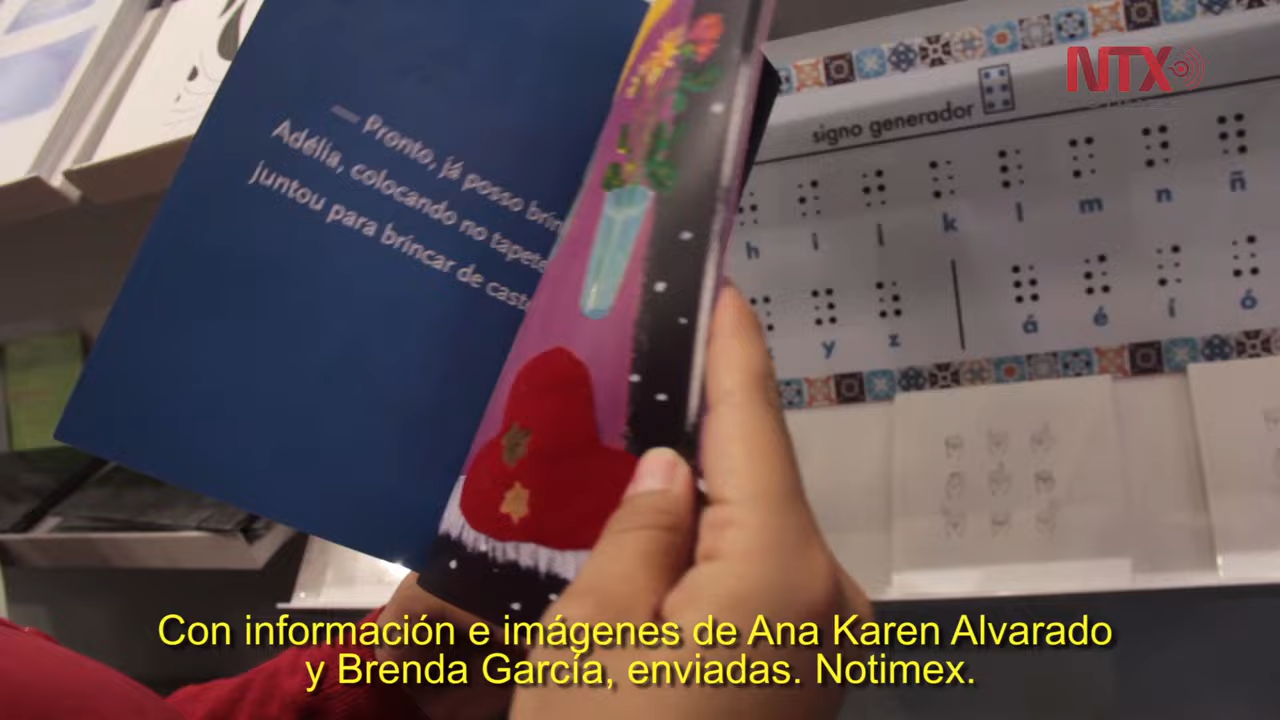 — Pronto, já posso brin
Adélia, colocando no tapete
juntou para brincar de cast
NTX
signo generador
h i j k l m n ñ
y z á é í ó
Con información e imágenes de Ana Karen Alvarado
y Brenda García, enviadas. Notimex.